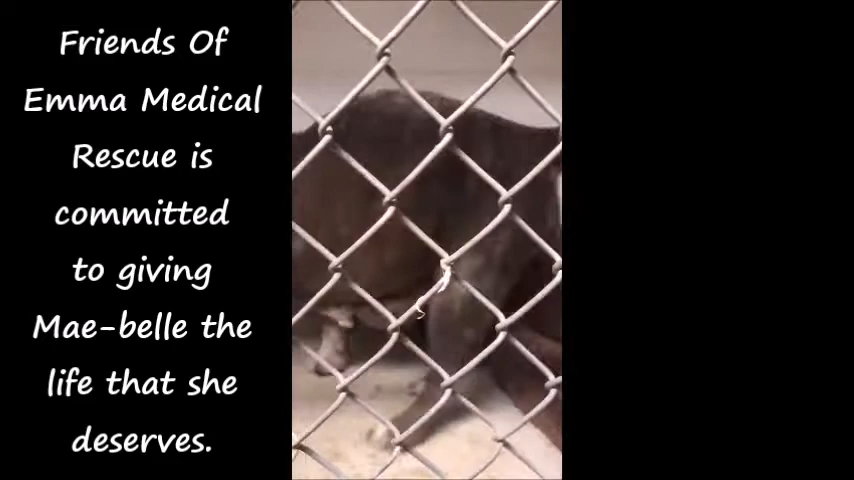 Friends Of
Emma Medical
Rescue is
committed
to giving
Mae-belle the
life that she
deserves.